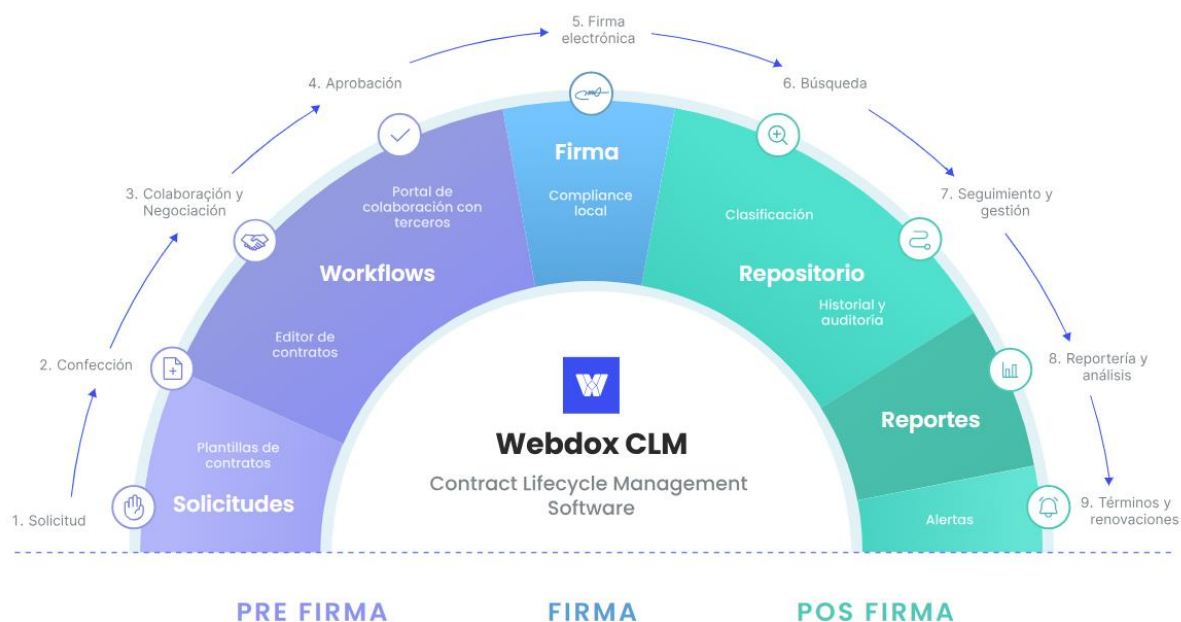 5. Firma
electrónica
4. Aprobación
6. Búsqueda
3. Colaboraçión y
Negociación
7. Seguimiento y
gestión
2. Confección
8. Reportería y
análisis
1. Solicitud
9. Términos y
renovaciones
Firma
Compliance
local
Portal de
colaboración con
terceros
Workflows
Editor de
contratos
Plantillas de
contratos
Solicitudes
Clasificación
Repositorio
Historial y
auditoría
Reportes
Alertas
W
Webdox CLM
Contract Lifecycle Management
Software
PRE FIRMA
FIRMA
POS FIRMA